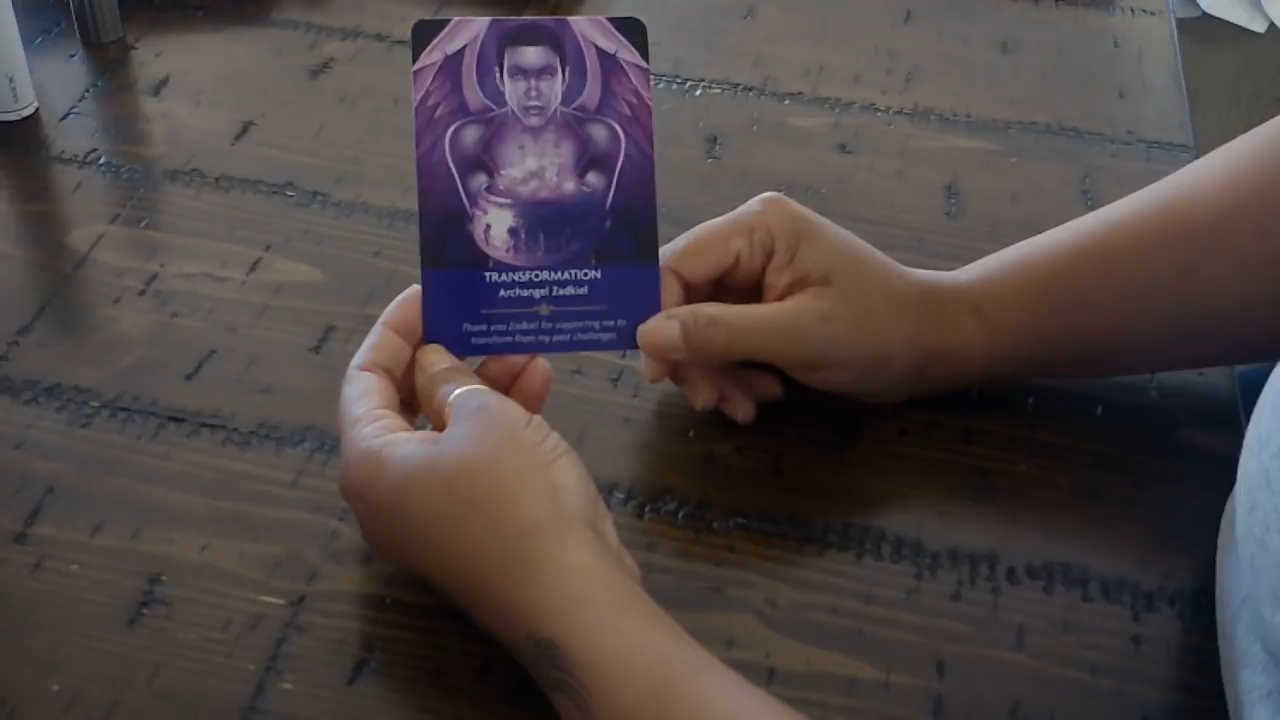 TRANSFORMATION
Archangel Zadkiel
Thank you Zadkiel for supporting me to
transform from my past challenges